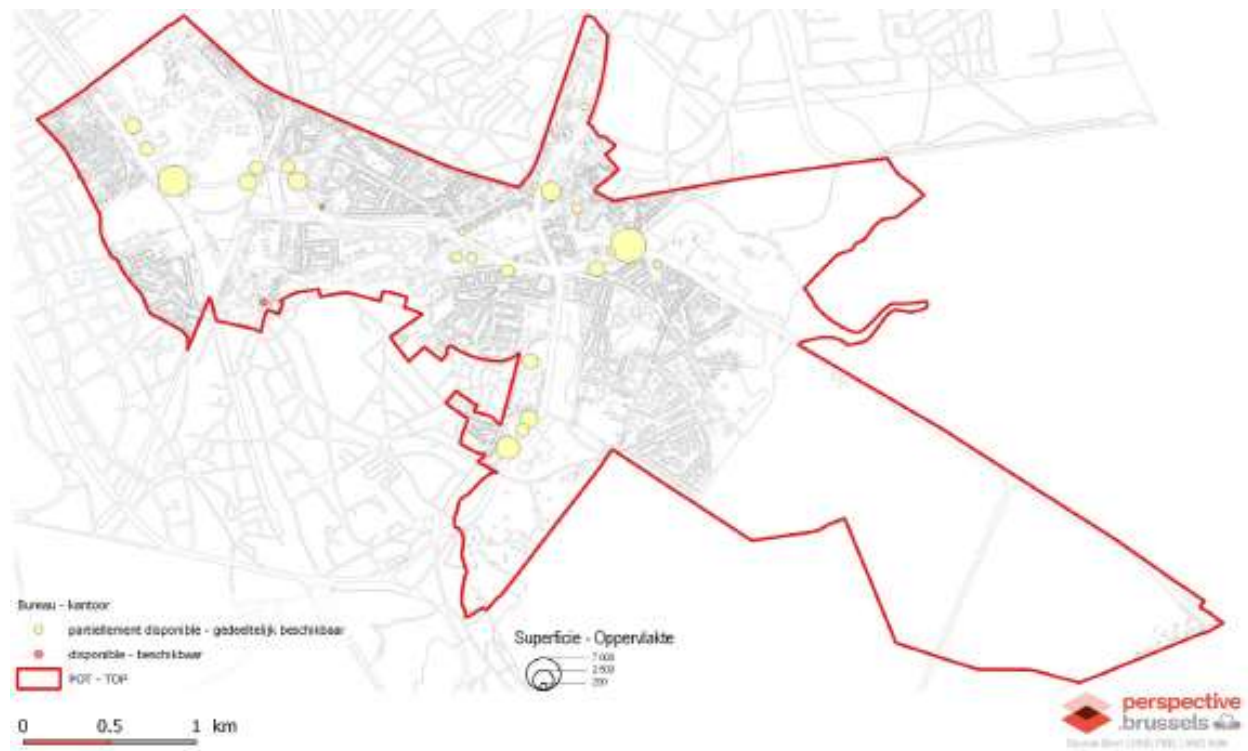 Bureau - kantoor
partiellement disponible - gedeeltelijk beschikbaar
disponible - beschikbaar
POT - TOP
Superficie - Oppervlakte
7 000
2 500
200
0 0.5 1 km
perspective
.brussels